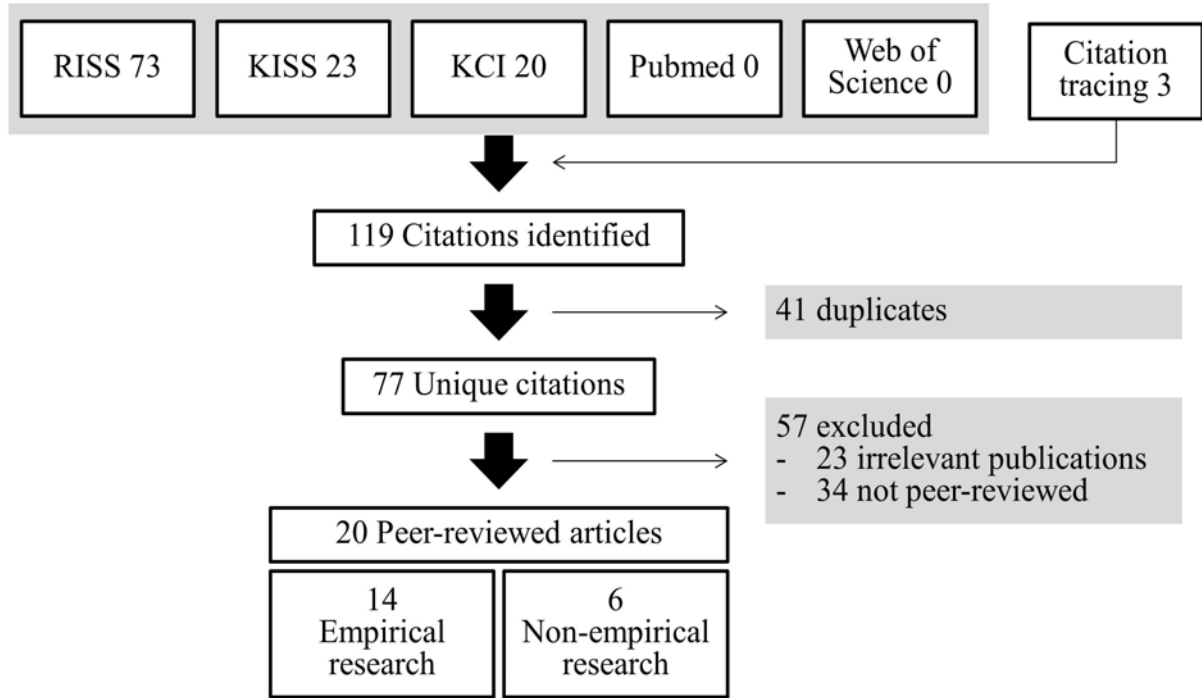 RISS 73
KISS 23
KCI 20
Pubmed 0
Web of
Science 0
Citation
tracing 3
119 Citations identified
41 duplicates
77 Unique citations
57 excluded
- 23 irrelevant publications
- 34 not peer-reviewed
20 Peer-reviewed articles
14
Empirical
research
6
Non-empirical
research